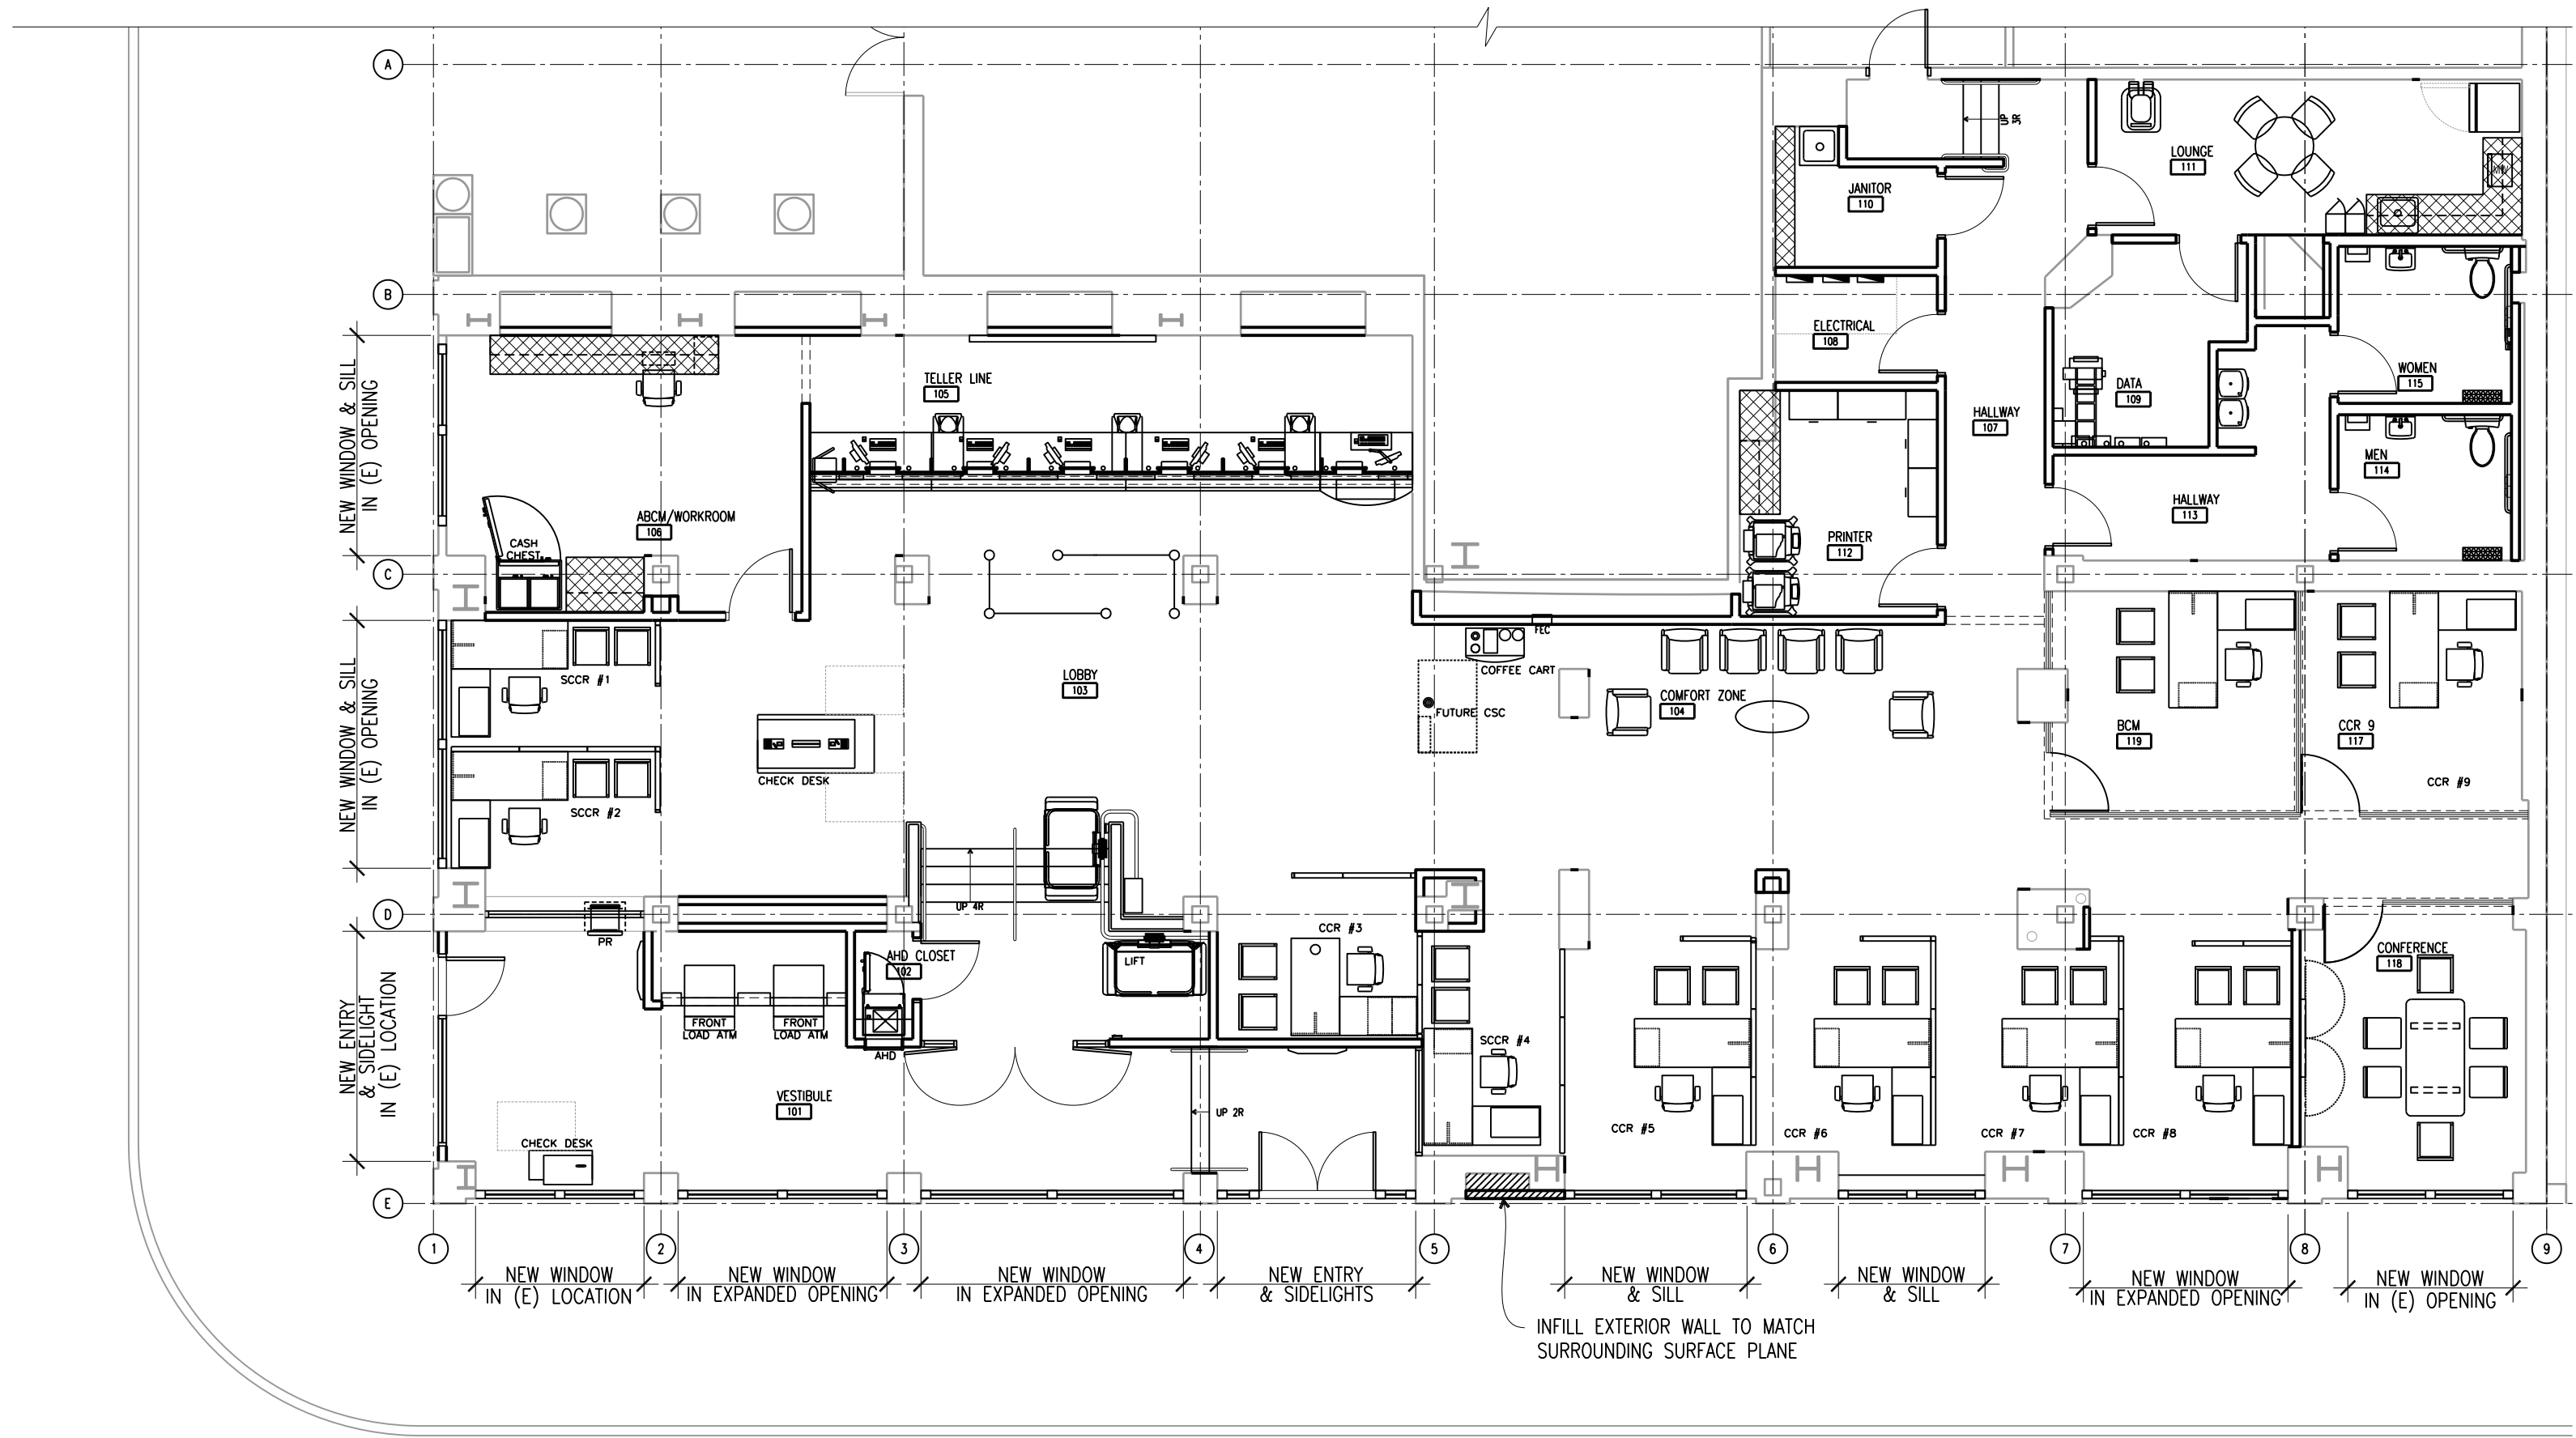 A
UP
3R
LOUNGE
111
MW
JANITOR
110
B
ELECTRICAL
108
TELLER LINE
105
WOMEN
115
DATA
109
HALLWAY
107
MEN
114
NEW WINDOW & SILL
IN (E) OPENING
ABCM/WORKROOM
106
CASH
CHEST
HALLWAY
113
PRINTER
112
C
FEC
COFFEE CART
SCCR #1
LOBBY
103
COMFORT ZONE
104
FUTURE CSC
BCM
119
CCR 9
117
NEW WINDOW & SILL
IN (E) OPENING
CHECK DESK
CCR #9
SCCR #2
UP 4R
D
PR
CCR #3
AHD CLOSET
102
LIFT
CONFERENCE
118
NEW ENTRY
& SIDELIGHT
IN (E) LOCATION
FRONT
LOAD ATM
FRONT
LOAD ATM
AHD
SCCR #4
VESTIBULE
101
UP 2R
CCR #5
CCR #6
CCR #7
CCR #8
CHECK DESK
E
1
2
3
4
5
6
7
8
9
NEW WINDOW
IN (E) LOCATION
NEW WINDOW
IN EXPANDED OPENING
NEW WINDOW
IN EXPANDED OPENING
NEW ENTRY
& SIDELIGHTS
NEW WINDOW
& SILL
NEW WINDOW
& SILL
NEW WINDOW
IN EXPANDED OPENING
NEW WINDOW
IN (E) OPENING
INFILL EXTERIOR WALL TO MATCH
SURROUNDING SURFACE PLANE